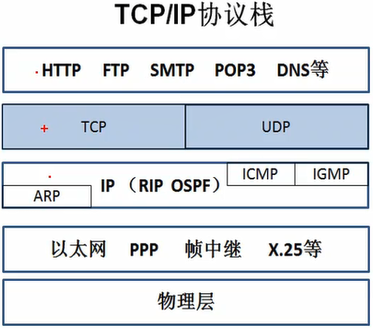 TCP/IP协议栈
HTTP FTP SMTP POP3 DNS等
TCP UDP
ICMP IGMP
IP （RIP OSPF）
ARP
以太网 PPP 帧中继 X.25等
物理层